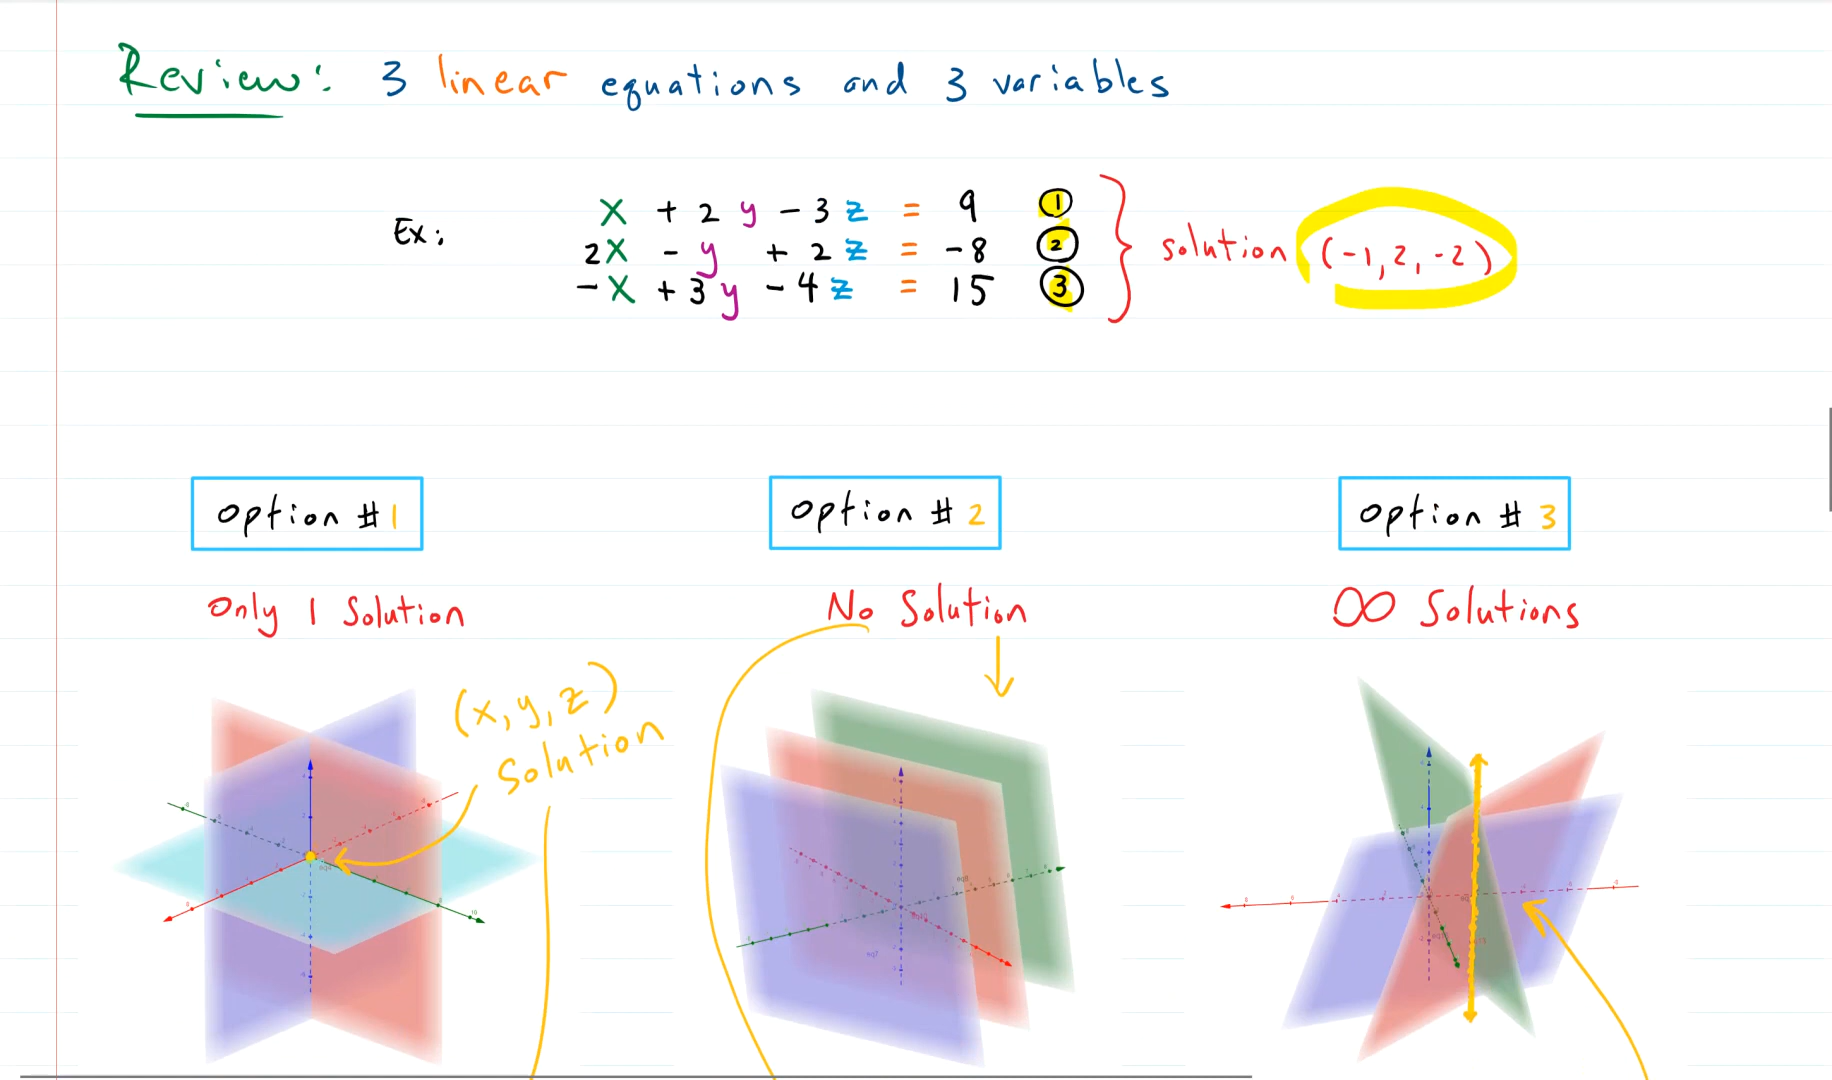 Review: 3 linear equations and 3 variables
Ex:
x + 2y - 3z = 9 ①
2x - y + 2z = -8 ②
-x + 3y - 4z = 15 ③
solution (-1, 2, -2)
option #1
option # 2
option # 3
Only 1 Solution
No Solution
∞ Solutions
(x, y, z)
Solution